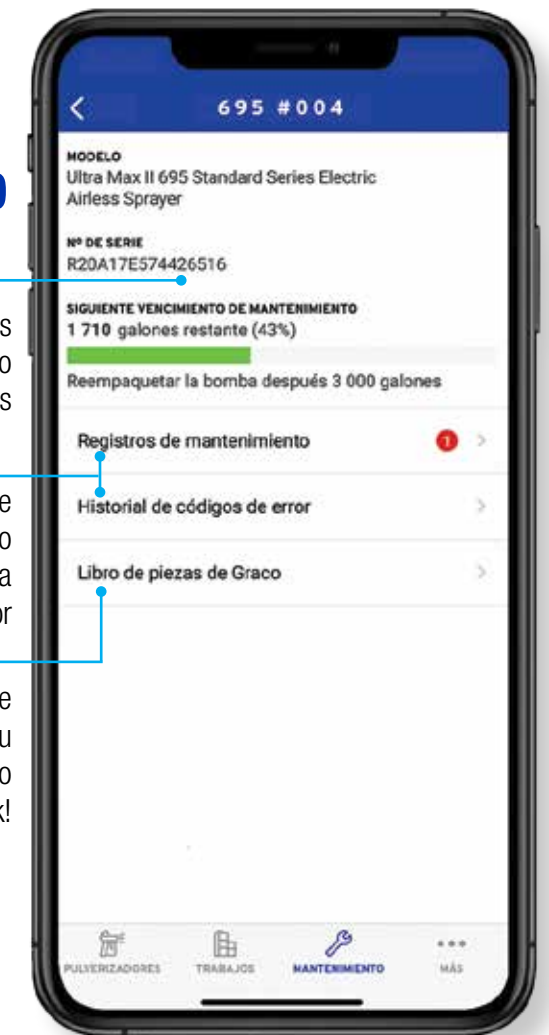 695 #004
MODELO
Ultra Max II 695 Standard Series Electric
Airless Sprayer
Nº DE SERIE
R20A17E574426516
SIGUIENTE VENCIMIENTO DE MANTENIMIENTO
1 710 galones restante (43%)
Reempaquetar la bomba después 3 000 galones
Registros de mantenimiento
1
Historial de códigos de error
Libro de piezas de Graco
PULVERIZADORES
TRABAJOS
MANTENIMIENTO
MÁS